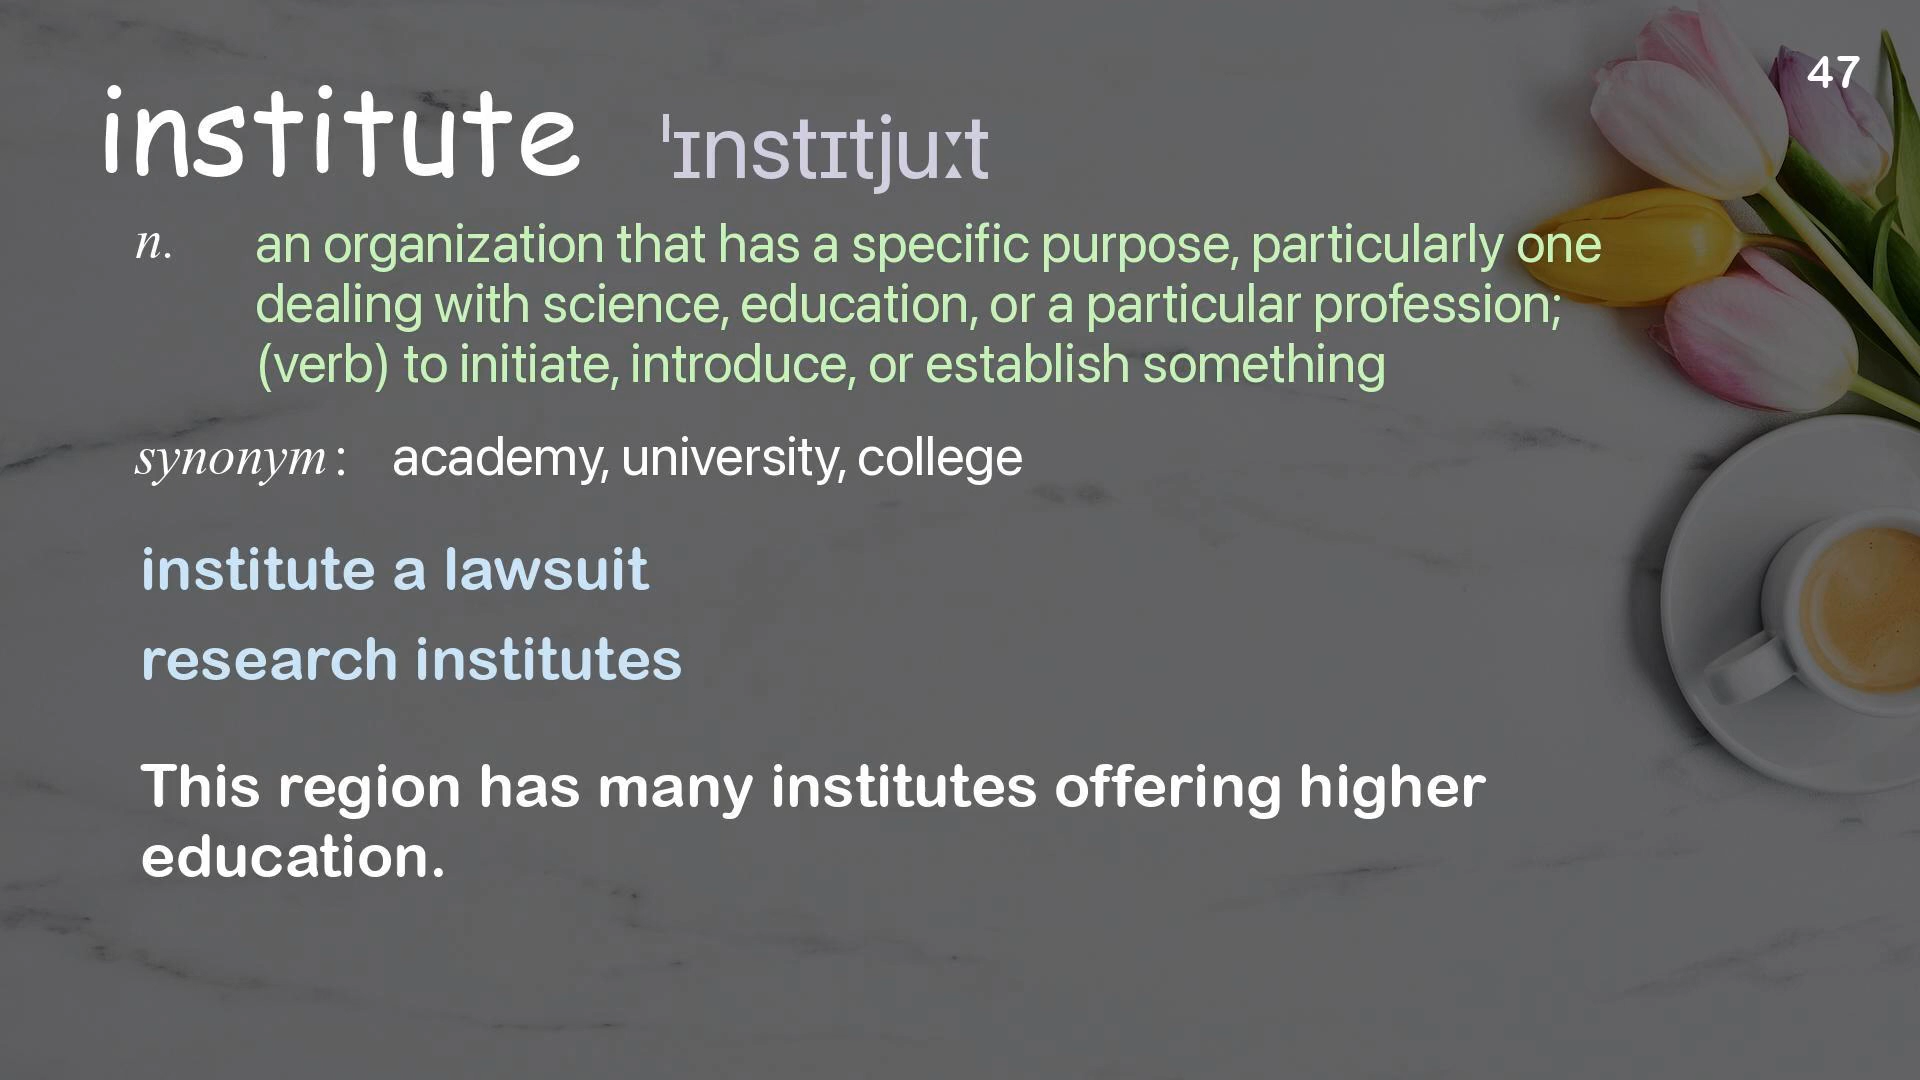 47
institute ˈɪnstɪtjuːt
n. an organization that has a specific purpose, particularly one
dealing with science, education, or a particular profession;
(verb) to initiate, introduce, or establish something
synonym: academy, university, college
institute a lawsuit
research institutes
This region has many institutes offering higher
education.